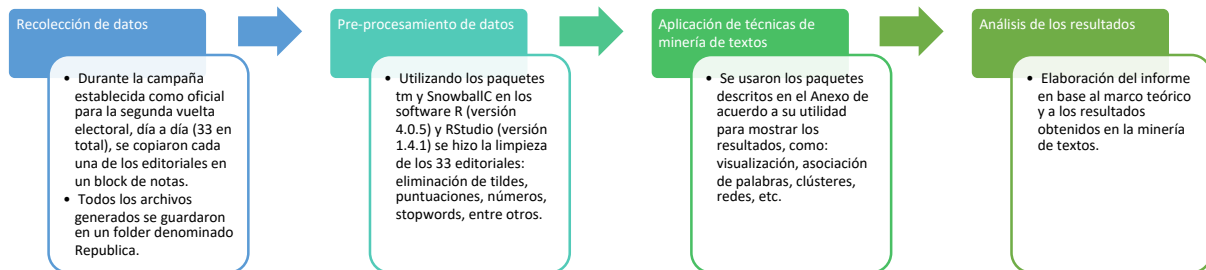 Recolección de datos
• Durante la campaña
establecida como oficial
para la segunda vuelta
electoral, día a día (33 en
total), se copiaron cada
una de los editoriales en
un block de notas.
• Todos los archivos
generados se guardaron
en un folder denominado
Republica.
Pre-procesamiento de datos
• Utilizando los paquetes
tm y SnowballC en los
software R (versión
4.0.5) y RStudio (versión
1.4.1) se hizo la limpieza
de los 33 editoriales:
eliminación de tildes,
puntuaciones, números,
stopwords, entre otros.
Aplicación de técnicas de
minería de textos
• Se usaron los paquetes
descritos en el Anexo de
acuerdo a su utilidad
para mostrar los
resultados, como:
visualización, asociación
de palabras, clústeres,
redes, etc.
Análisis de los resultados
• Elaboración del informe
en base al marco teórico
y a los resultados
obtenidos en la minería
de textos.